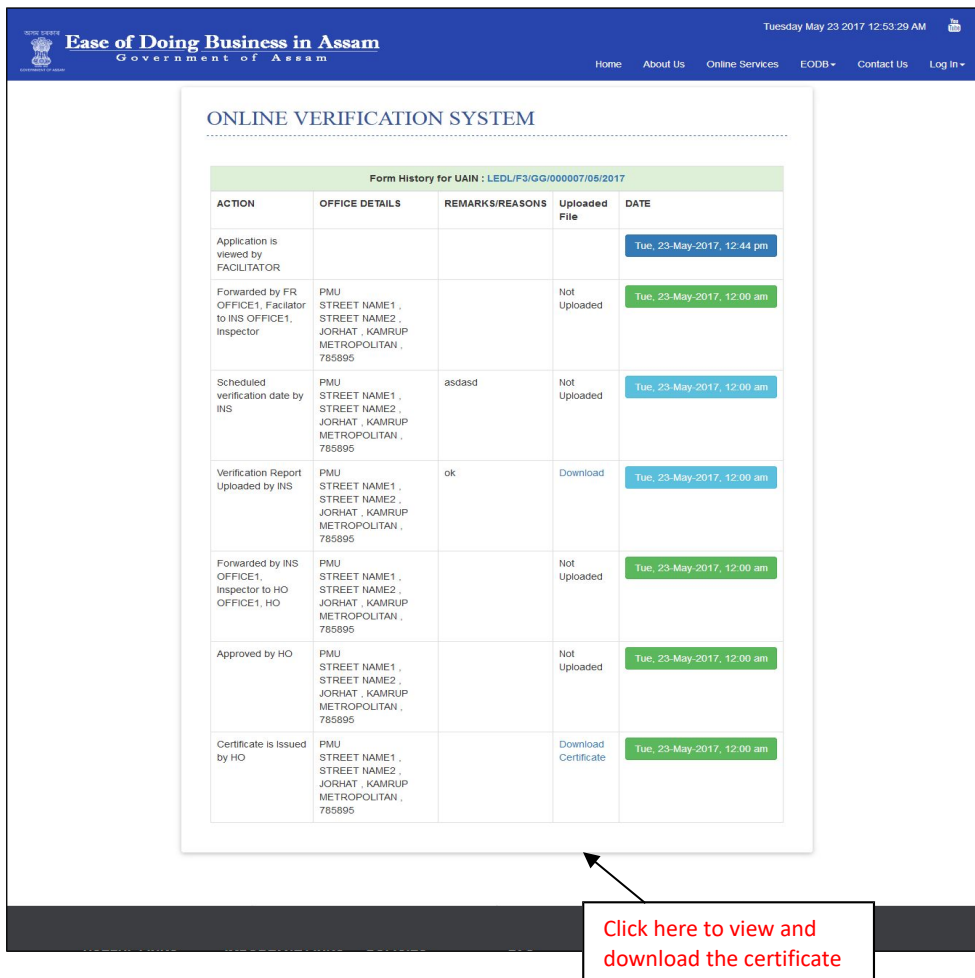 Tuesday May 23 2017 12:53:29 AM
You
Tube
অসম চৰকাৰ
Ease of Doing Business in Assam
Government of Assam
GOVERNMENT OF ASSAM
Home About Us Online Services EODB Contact Us Log In
ONLINE VERIFICATION SYSTEM
Form History for UAIN : LEDL/F3/GG/000007/05/2017
ACTION OFFICE DETAILS REMARKS/REASONS Uploaded File DATE
Application is
viewed by
FACILITATOR
Tue, 23-May-2017, 12:44 pm
Forwarded by FR
OFFICE1, Facilator
to INS OFFICE1,
Inspector
PMU
STREET NAME1 ,
STREET NAME2 ,
JORHAT , KAMRUP
METROPOLITAN ,
785895
Not
Uploaded
Tue, 23-May-2017, 12:00 am
Scheduled
verification date by
INS
PMU
STREET NAME1 ,
STREET NAME2 ,
JORHAT , KAMRUP
METROPOLITAN ,
785895
asdasd
Not
Uploaded
Tue, 23-May-2017, 12:00 am
Verification Report
Uploaded by INS
PMU
STREET NAME1 ,
STREET NAME2 ,
JORHAT , KAMRUP
METROPOLITAN ,
785895
ok
Download
Tue, 23-May-2017, 12:00 am
Forwarded by INS
OFFICE1,
Inspector to HO
OFFICE1, HO
PMU
STREET NAME1 ,
STREET NAME2 ,
JORHAT , KAMRUP
METROPOLITAN ,
785895
Not
Uploaded
Tue, 23-May-2017, 12:00 am
Approved by HO
PMU
STREET NAME1 ,
STREET NAME2 ,
JORHAT , KAMRUP
METROPOLITAN ,
785895
Not
Uploaded
Tue, 23-May-2017, 12:00 am
Certificate is Issued
by HO
PMU
STREET NAME1 ,
STREET NAME2 ,
JORHAT , KAMRUP
METROPOLITAN ,
785895
Download
Certificate
Tue, 23-May-2017, 12:00 am
Click here to view and
download the certificate